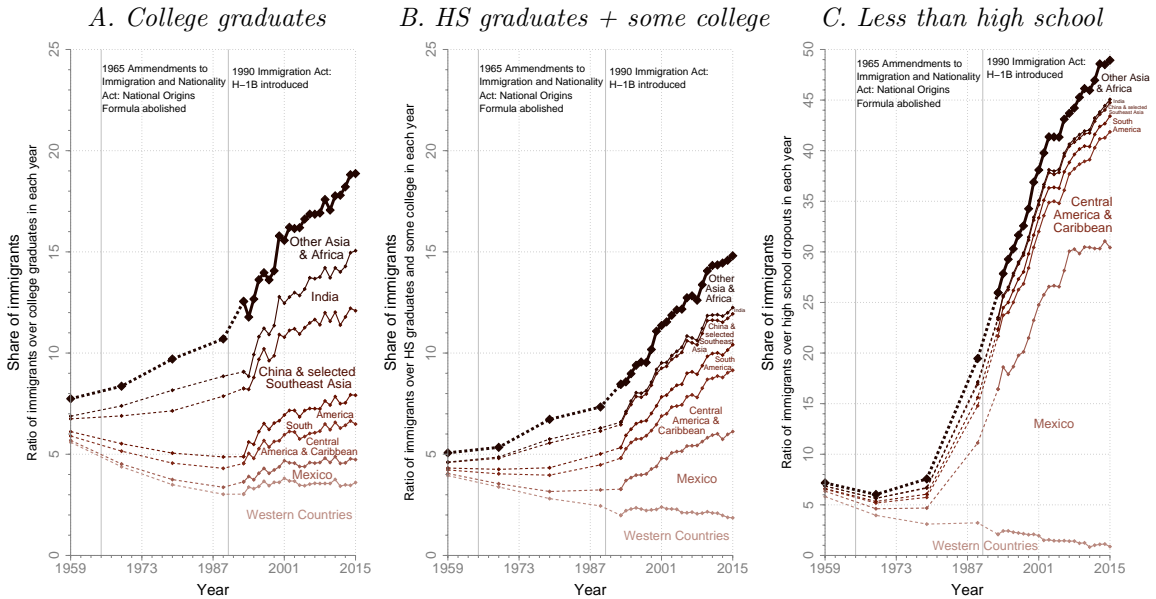 A. College graduates
Share of immigrants
Ratio of immigrants over college graduates in each year
25
20
15
10
5
0
1965 Ammendments to
Immigration and Nationality
Act: National Origins
Formula abolished
1990 Immigration Act:
H−1B introduced
Other Asia
& Africa
India
China & selected
Southeast Asia
South
America
Central
America & Caribbean
Mexico
Western Countries
1959
1973
1987
2001
2015
Year
B. HS graduates + some college
Share of immigrants
Ratio of immigrants over HS graduates and some college in each year
25
20
15
10
5
0
1965 Ammendments to
Immigration and Nationality
Act: National Origins
Formula abolished
1990 Immigration Act:
H−1B introduced
Other
Asia &
Africa
India
China &
selected
Southeast
Asia
South
America
Central
America &
Caribbean
Mexico
Western Countries
1959
1973
1987
2001
2015
Year
C. Less than high school
Share of immigrants
Ratio of immigrants over high school dropouts in each year
50
45
40
35
30
25
20
15
10
5
0
1965 Ammendments to
Immigration and Nationality
Act: National Origins
Formula abolished
1990 Immigration Act:
H−1B introduced
Other Asia
& Africa
India
China & selected
Southeast Asia
South
America
Central
America &
Caribbean
Mexico
Western Countries
1959
1973
1987
2001
2015
Year